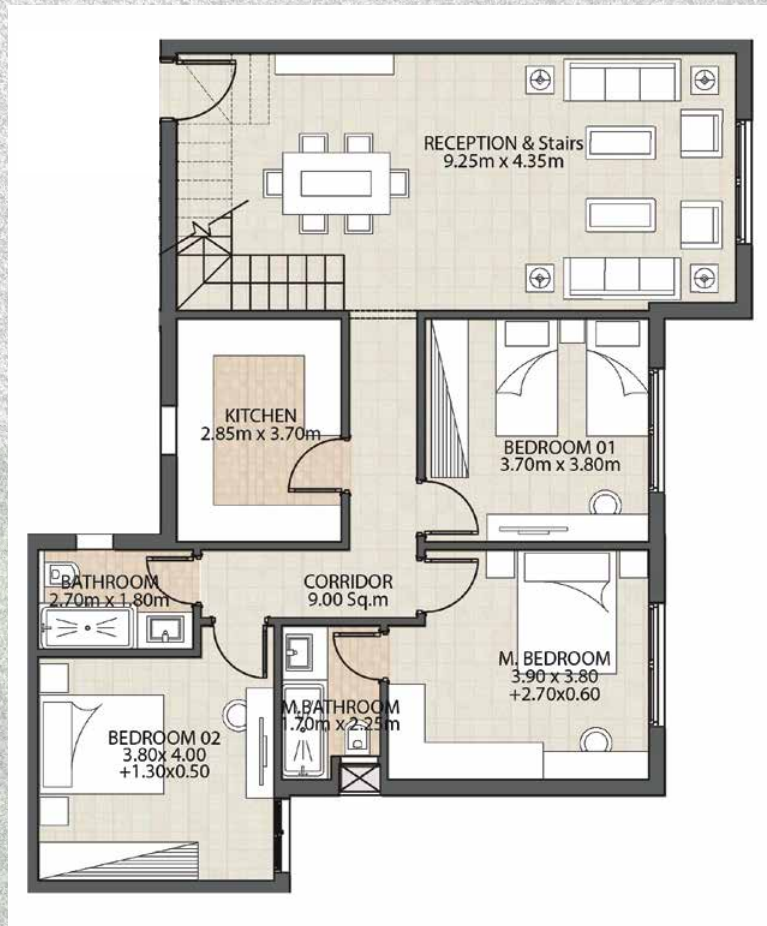 RECEPTION & Stairs
9.25m x 4.35m
KITCHEN
2.85m x 3.70m
BEDROOM 01
3.70m x 3.80m
BATHROOM
2.70m x 1.80m
CORRIDOR
9.00 Sq.m
M. BEDROOM
3.90 x 3.80
+2.70x0.60
M.BATHROOM
1.70m x 2.25m
BEDROOM 02
3.80x 4.00
+1.30x0.50